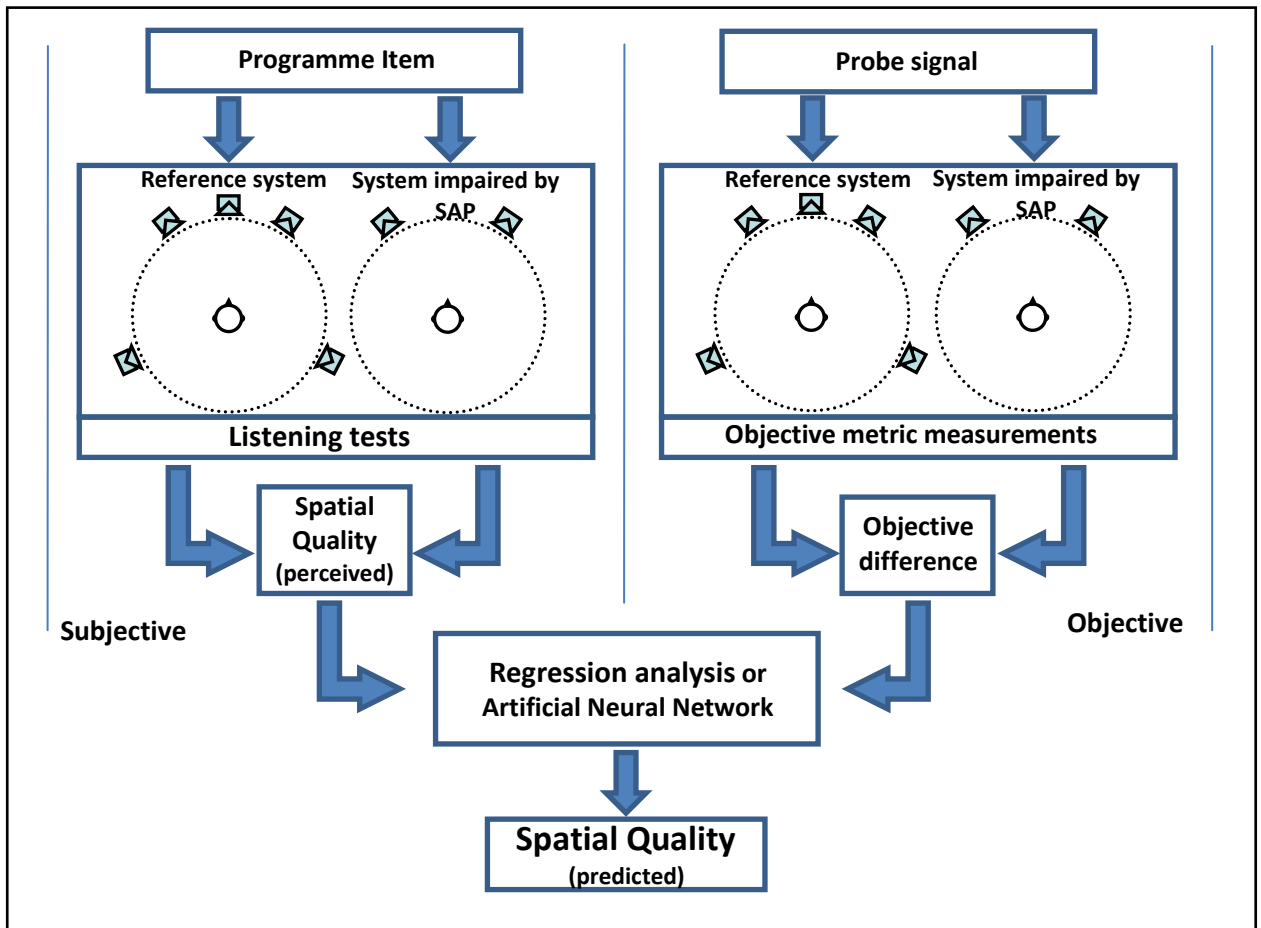 Programme Item
Reference system
System impaired by
SAP
Listening tests
Spatial
Quality
(perceived)
Subjective
Probe signal
Reference system
System impaired by
SAP
Objective metric measurements
Objective
difference
Objective
Regression analysis or
Artificial Neural Network
Spatial Quality
(predicted)